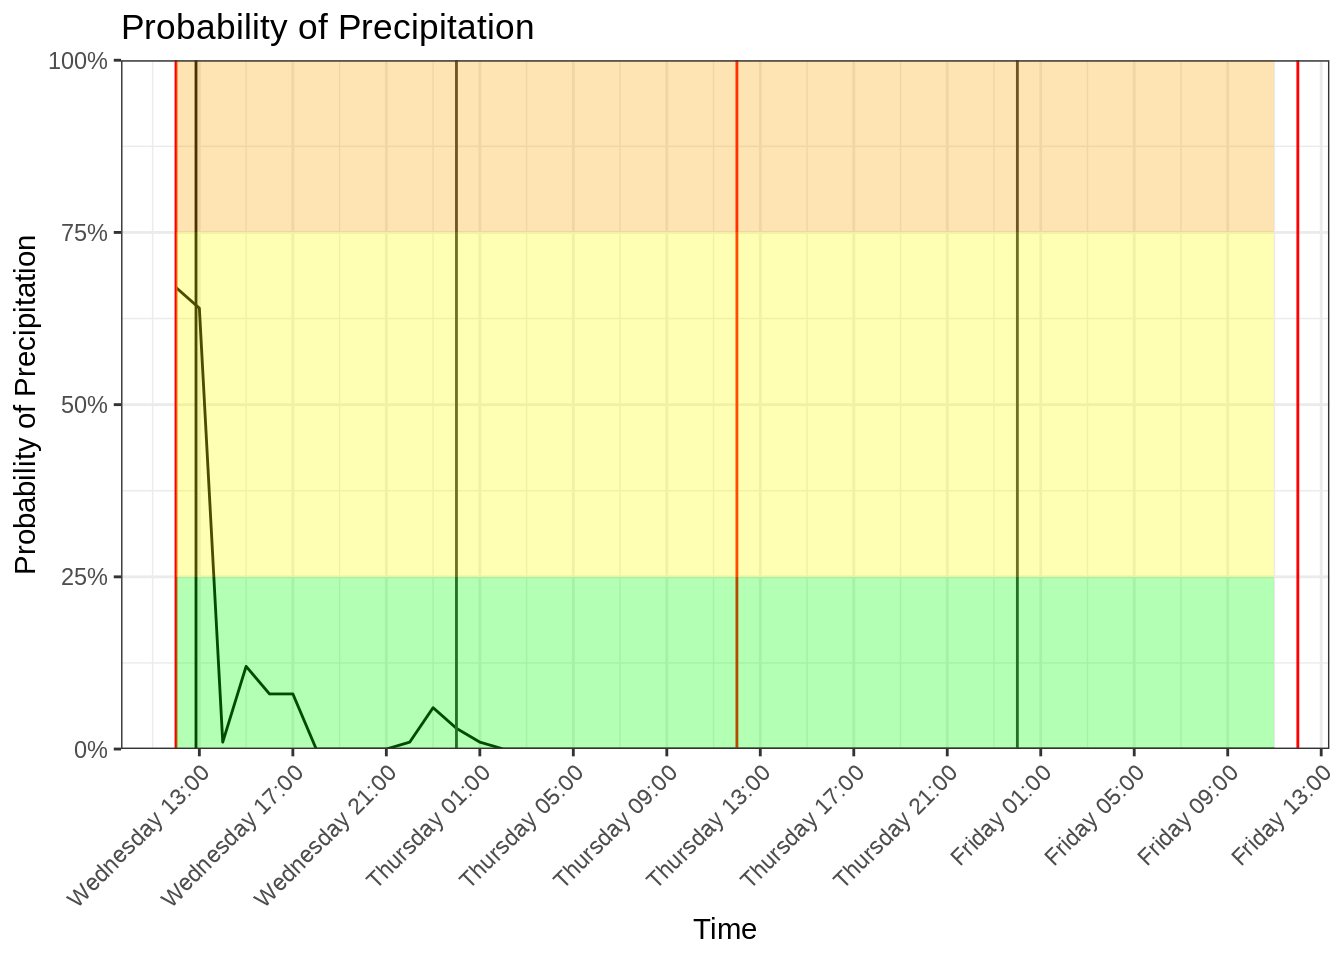 Probability of Precipitation
Probability of Precipitation
100%
75%
50%
25%
0%
Wednesday 13:00
Wednesday 17:00
Wednesday 21:00
Thursday 01:00
Thursday 05:00
Thursday 09:00
Thursday 13:00
Thursday 17:00
Thursday 21:00
Friday 01:00
Friday 05:00
Friday 09:00
Friday 13:00
Time